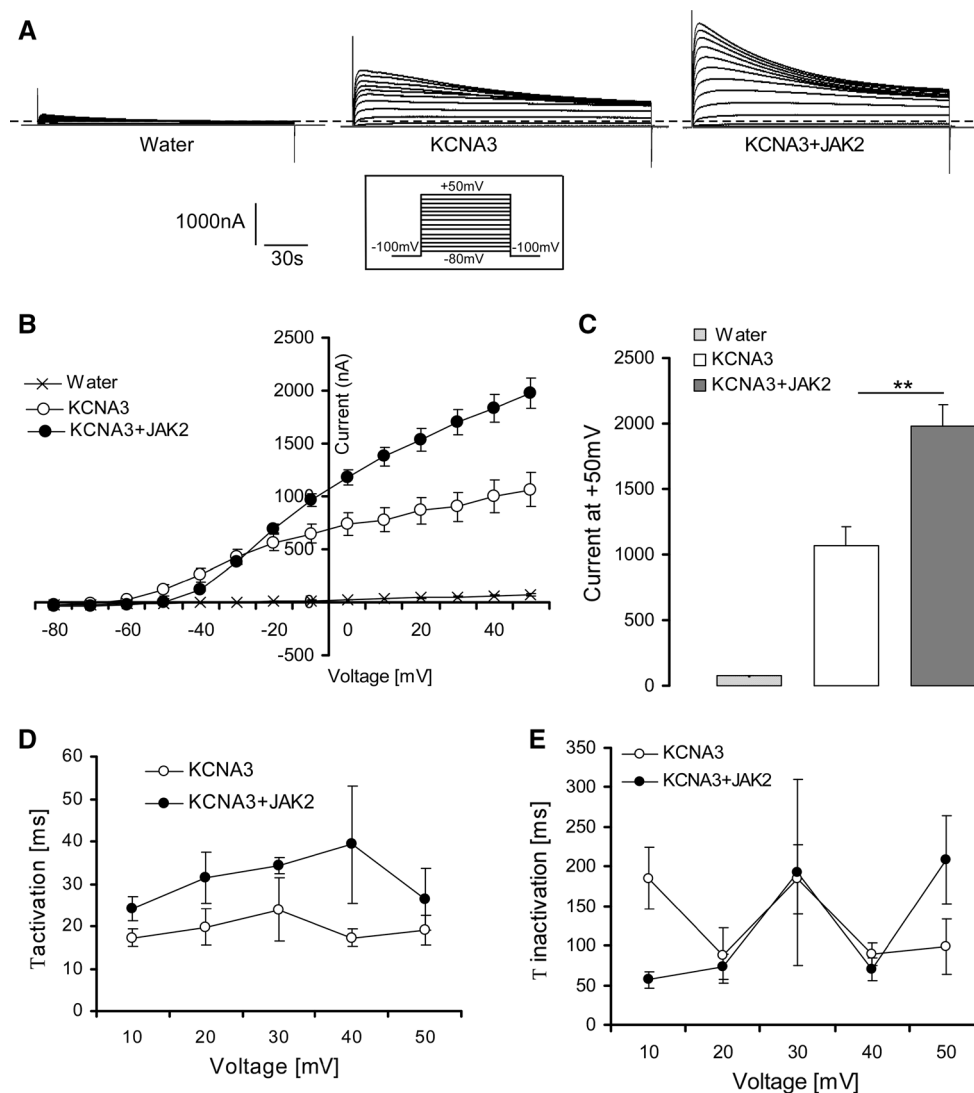 A
Water
KCNA3
KCNA3+JAK2
1000nA
30s
+50mV
-100mV
-100mV
-80mV
B
Water
KCNA3
KCNA3+JAK2
Current (nA)
2500
2000
1500
1000
500
0
-500
-80
-60
-40
-20
0
20
40
Voltage [mV]
C
Water
KCNA3
KCNA3+JAK2
**
Current at +50mV
2500
2000
1500
1000
500
0
D
KCNA3
KCNA3+JAK2
Tactivation [ms]
60
50
40
30
20
10
0
10
20
30
40
50
Voltage [mV]
E
KCNA3
KCNA3+JAK2
T inactivation [ms]
350
300
250
200
150
100
50
0
10
20
30
40
50
Voltage [mV]